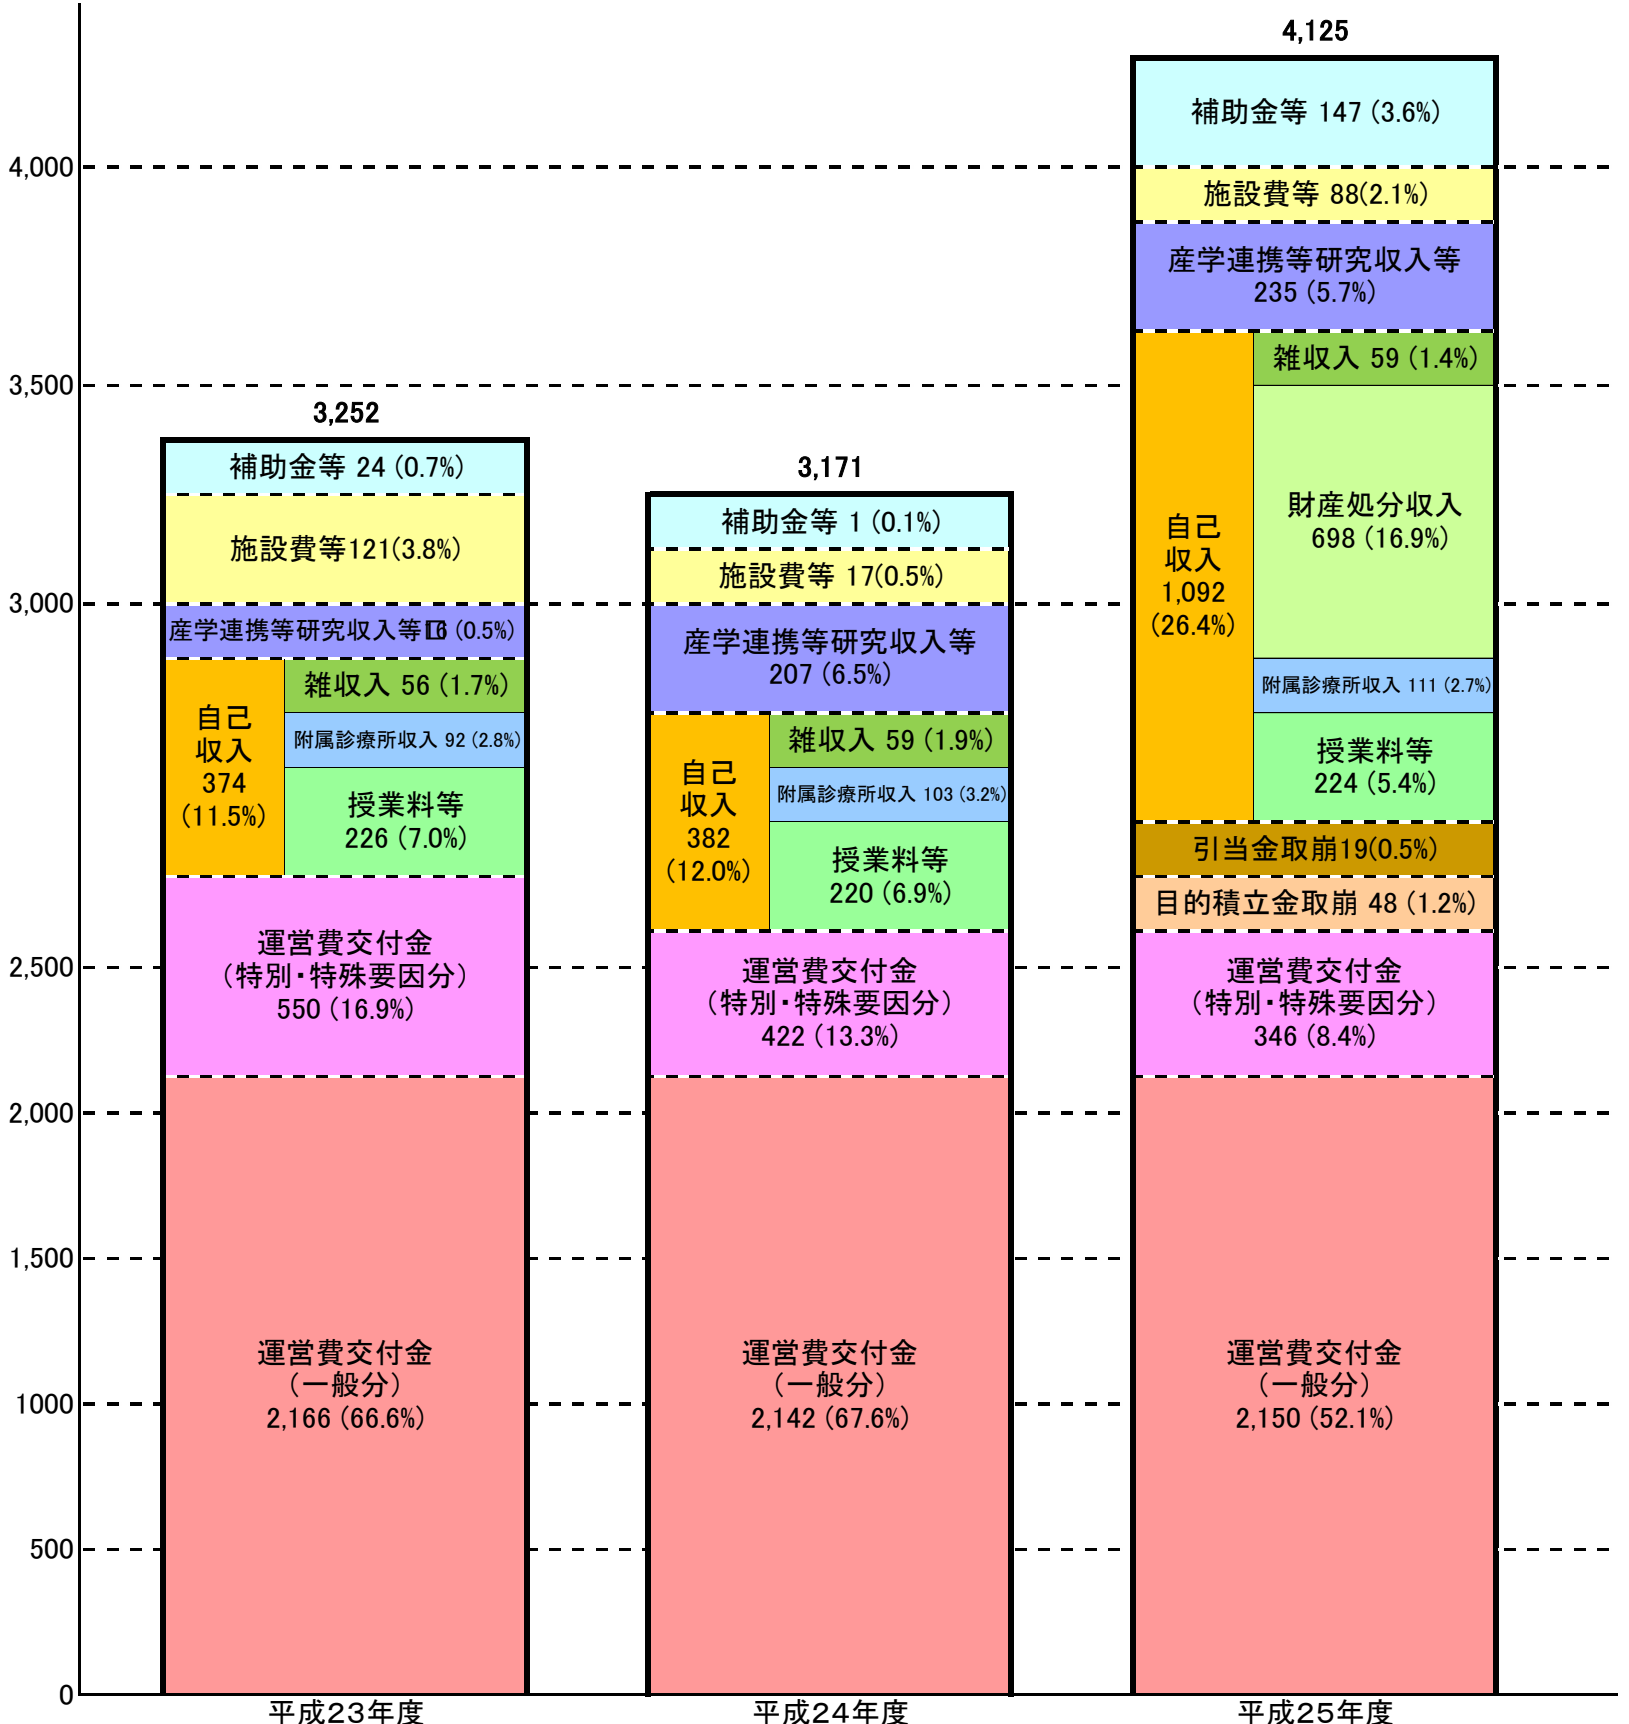 4,000
3,500
3,000
2,500
2,000
1,500
1000
500
0
3,252
補助金等 24 (0.7%)
施設費等121(3.8%)
産学連携等研究収入等 16 (0.5%)
自己
収入
374
(11.5%)
雑収入 56 (1.7%)
附属診療所収入 92 (2.8%)
授業料等
226 (7.0%)
運営費交付金
(特別・特殊要因分)
550 (16.9%)
運営費交付金
(一般分)
2,166 (66.6%)
平成23年度
3,171
補助金等 1 (0.1%)
施設費等 17(0.5%)
産学連携等研究収入等
207 (6.5%)
自己
収入
382
(12.0%)
雑収入 59 (1.9%)
附属診療所収入 103 (3.2%)
授業料等
220 (6.9%)
運営費交付金
(特別・特殊要因分)
422 (13.3%)
運営費交付金
(一般分)
2,142 (67.6%)
平成24年度
4,125
補助金等 147 (3.6%)
施設費等 88(2.1%)
産学連携等研究収入等
235 (5.7%)
自己
収入
1,092
(26.4%)
雑収入 59 (1.4%)
財産処分収入
698 (16.9%)
附属診療所収入 111 (2.7%)
授業料等
224 (5.4%)
引当金取崩19(0.5%)
目的積立金取崩 48 (1.2%)
運営費交付金
(特別・特殊要因分)
346 (8.4%)
運営費交付金
(一般分)
2,150 (52.1%)
平成25年度